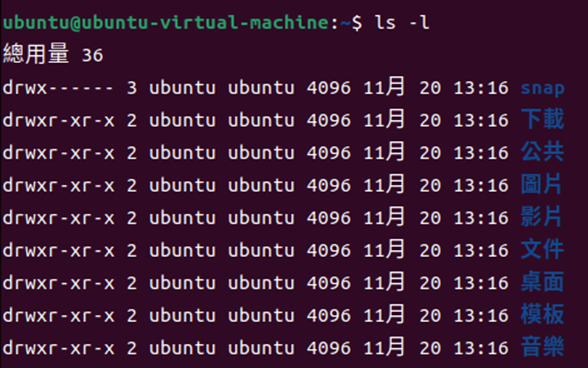 ubuntu@ubuntu-virtual-machine:~$ ls -l
總用量 36
drwx------ 3 ubuntu ubuntu 4096 11月 20 13:16 snap
drwxr-xr-x 2 ubuntu ubuntu 4096 11月 20 13:16 下載
drwxr-xr-x 2 ubuntu ubuntu 4096 11月 20 13:16 公共
drwxr-xr-x 2 ubuntu ubuntu 4096 11月 20 13:16 圖片
drwxr-xr-x 2 ubuntu ubuntu 4096 11月 20 13:16 影片
drwxr-xr-x 2 ubuntu ubuntu 4096 11月 20 13:16 文件
drwxr-xr-x 2 ubuntu ubuntu 4096 11月 20 13:16 桌面
drwxr-xr-x 2 ubuntu ubuntu 4096 11月 20 13:16 模板
drwxr-xr-x 2 ubuntu ubuntu 4096 11月 20 13:16 音樂